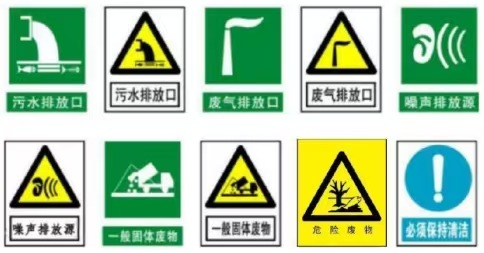 污水排放口
污水排放口
废气排放口
废气排放口
噪声排放源
噪声排放源
一般固体废物
一般固体废物
危险废物
必须保持清洁